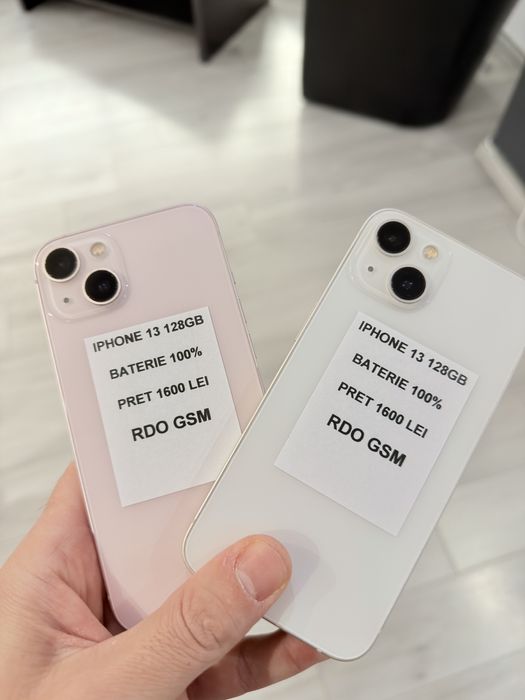 IPHONE 13 128GB
BATERIE 100%
PRET 1600 LEI
RDO GSM
IPHONE 13 128GB
BATERIE 100%
PRET 1600 LEI
RDO GSM